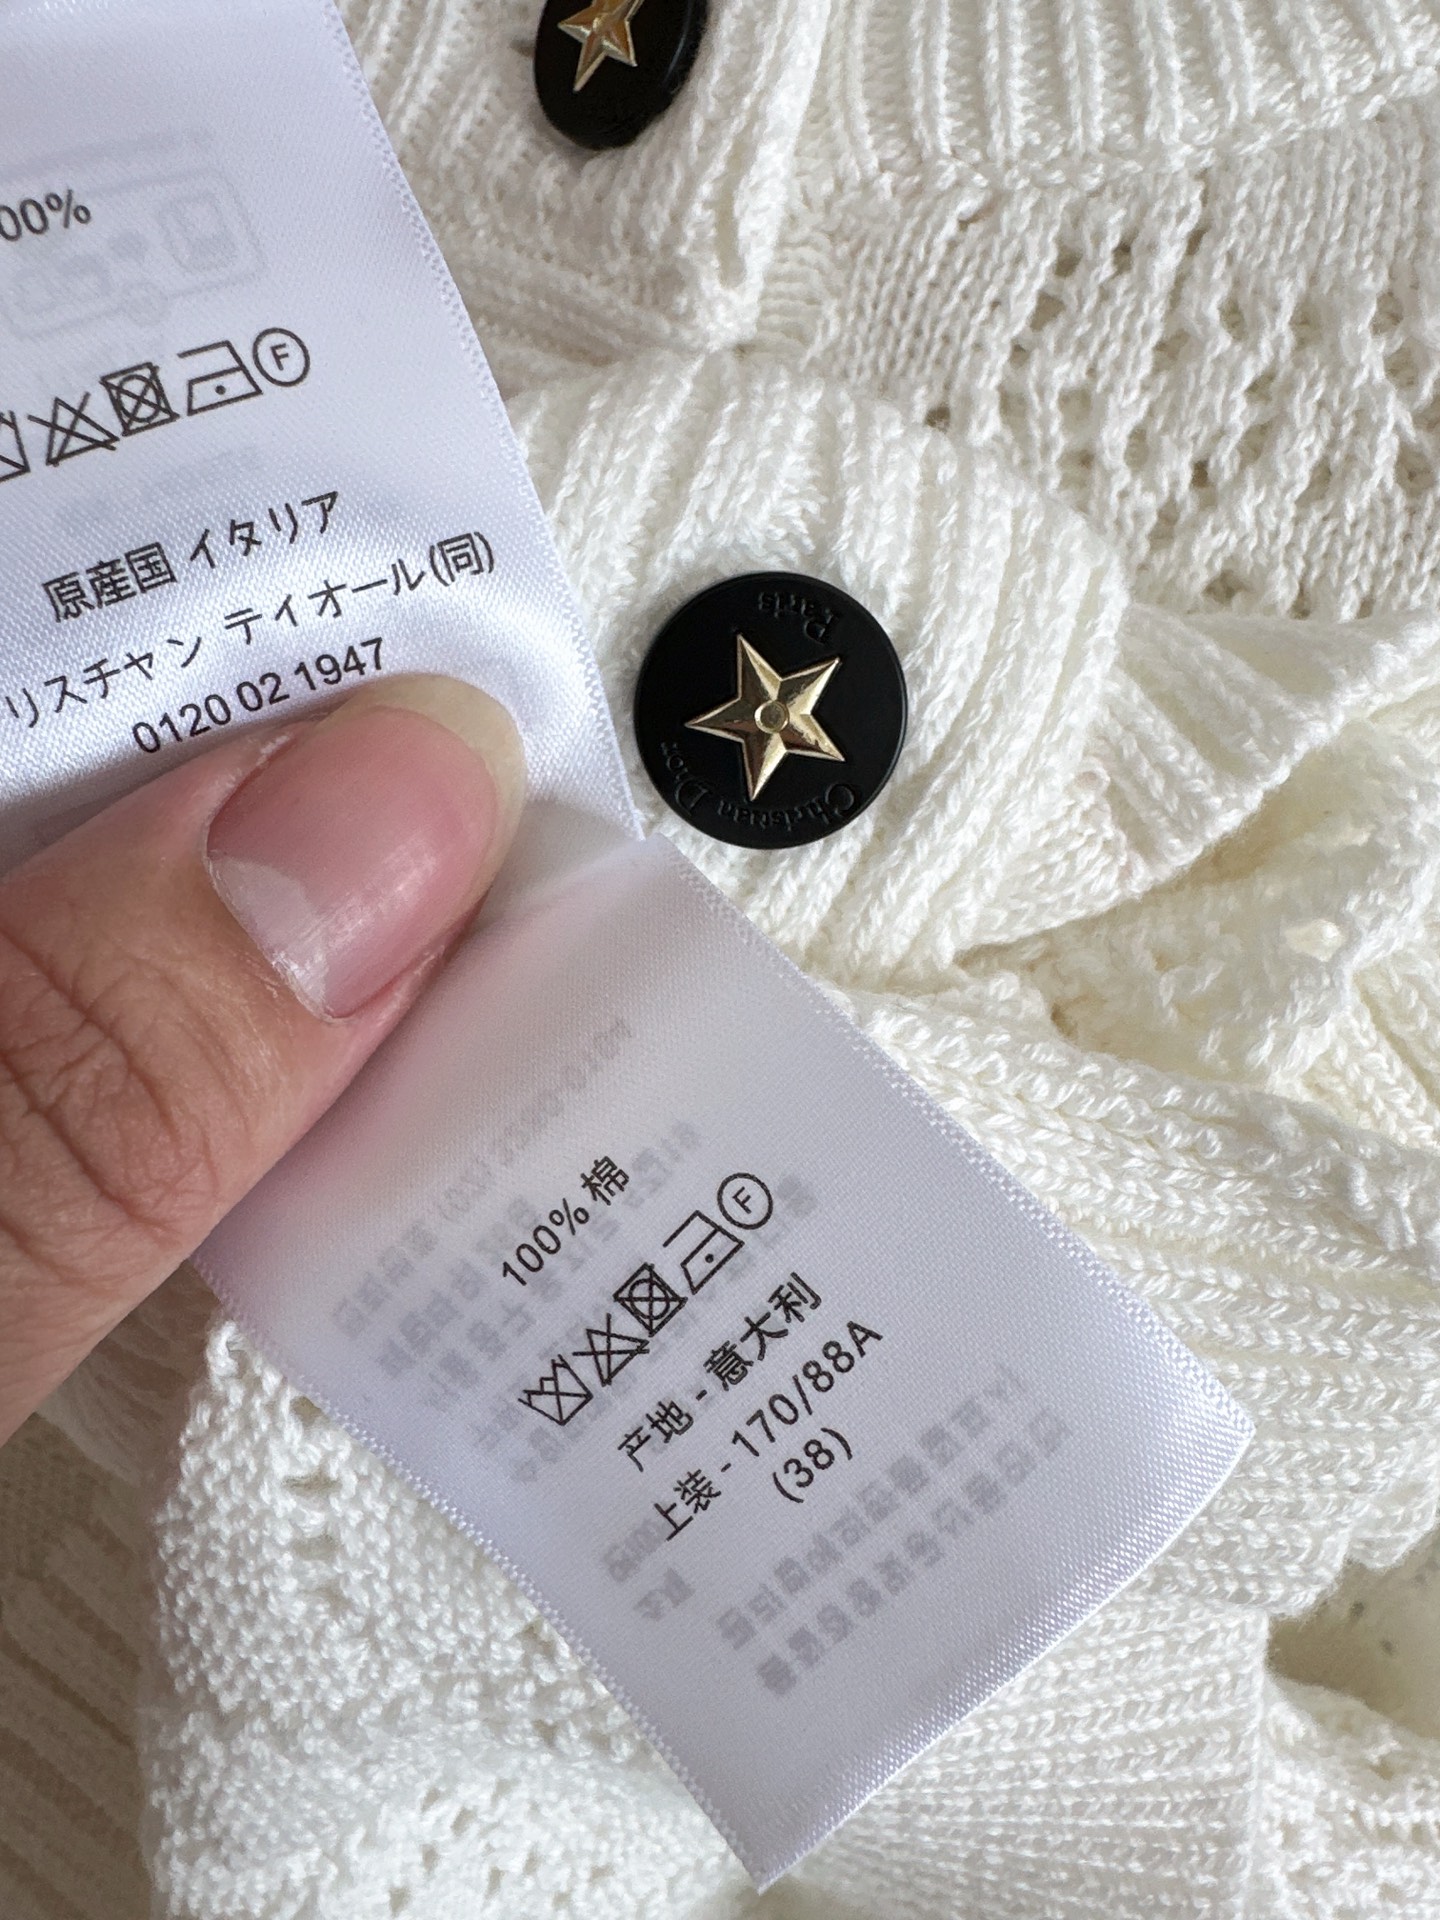 00%
F
原産国 イタリア
リスチャン ディオール(同)
0120 02 1947
Christian Dior
Paris
100% 棉
F
产地 - 意大利
上装 - 170/88A
(38)